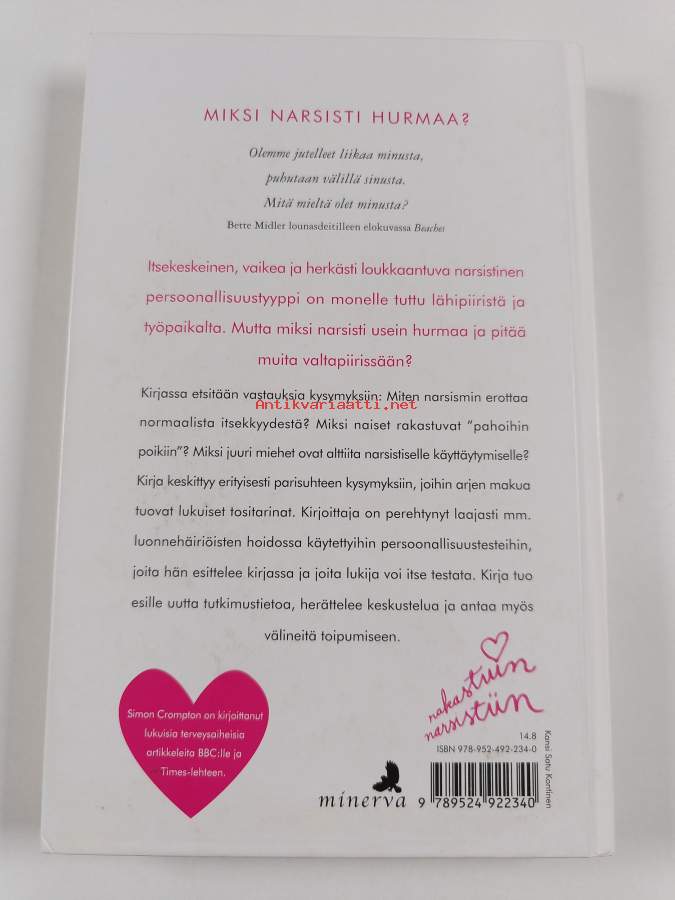 MIKSI NARSISTI HURMAA?
Olemme jutelleet liikaa minusta,
puhutaan välillä sinusta.
Mitä mieltä olet minusta?
Bette Midler lounasdeitilleen elokuvassa Beaches
Itsekeskeinen, vaikea ja herkästi loukkaantuva narsistinen
persoonallisuustyyppi on monelle tuttu lähipiiristä ja
työpaikalta. Mutta miksi narsisti usein hurmaa ja pitää
muita valtapiirissään?
Kirjassa etsitään vastauksia kysymyksiin: Miten narsismin erottaa
Antikvariaatti.net
normaalista itsekkyydestä? Miksi naiset rakastuvat "pahoihin
poikiin"? Miksi juuri miehet ovat alttiita narsistiselle käyttäytymiselle?
Kirja keskittyy erityisesti parisuhteen kysymyksiin, joihin arjen makua
tuovat lukuiset tositarinat. Kirjoittaja on perehtynyt laajasti mm.
luonnehäiriöisten hoidossa käytettyihin persoonallisuustesteihin,
joita hän esittelee kirjassa ja joita lukija voi itse testata. Kirja tuo
esille uutta tutkimustietoa, herättelee keskustelua ja antaa myös
välineitä toipumiseen.
rakastuin
narsistiin
Simon Crompton on kirjoittanut
lukuisia terveysaiheisia
artikkeleita BBC:lle ja
Times-lehteen.
14.8
ISBN 978-952-492-234-0
minerva
9 789524 922340
Kansi Satu Kontinen